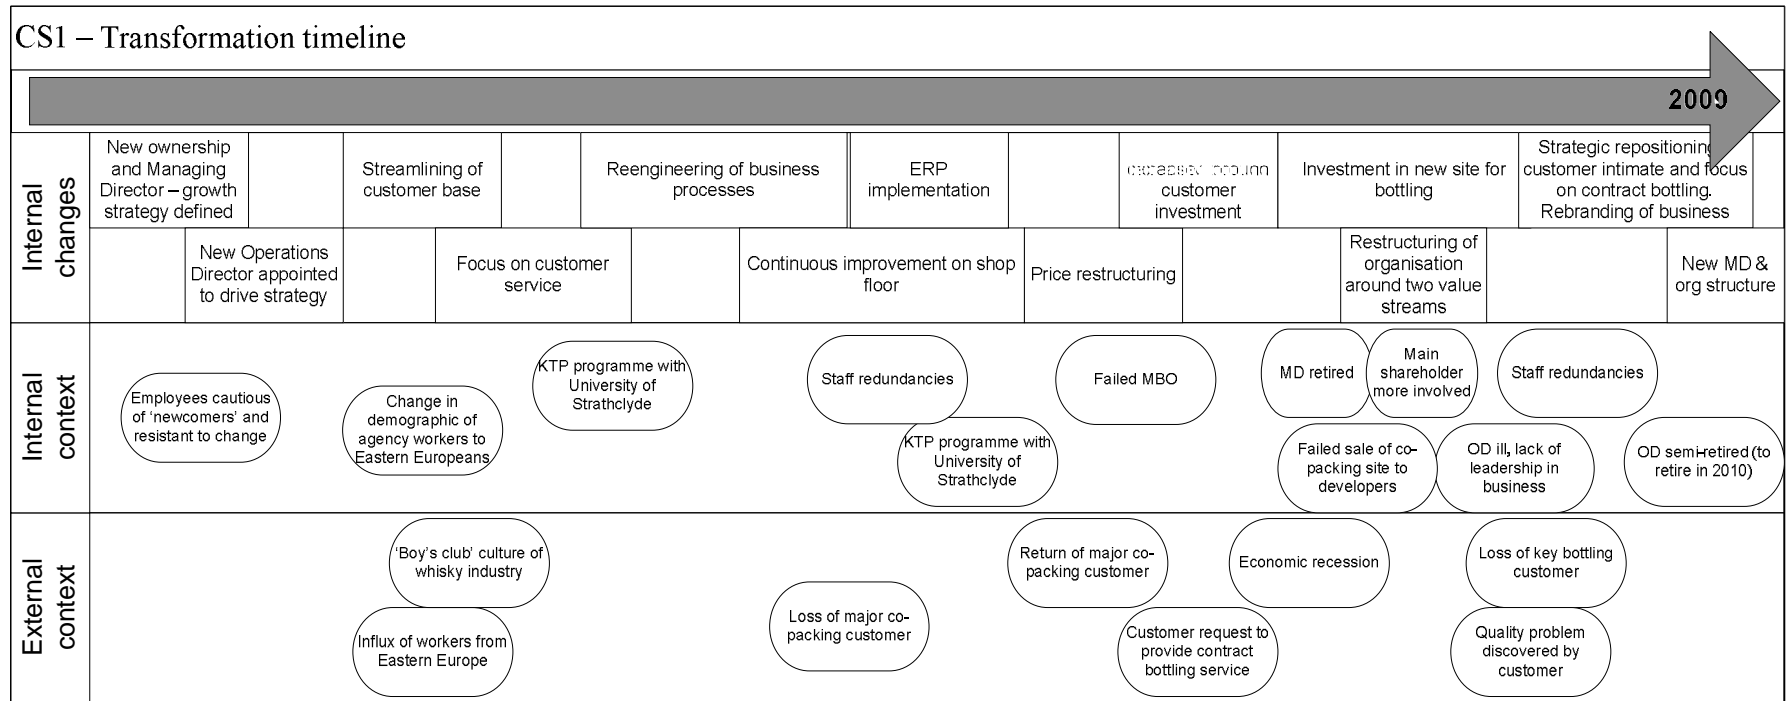 CS1 – Transformation timeline
2009
Internal
changes
New ownership
and Managing
Director – growth
strategy defined
Streamlining of
customer base
Reengineering of business
processes
ERP
implementation
customer
investment
Investment in new site for
bottling
Strategic repositioning
customer intimate and focus
on contract bottling.
Rebranding of business
New Operations
Director appointed
to drive strategy
Focus on customer
service
Continuous improvement on shop
floor
Price restructuring
Restructuring of
organisation
around two value
streams
New MD &
org structure
Internal
context
Employees cautious
of ‘newcomers’ and
resistant to change
Change in
demographic of
agency workers to
Eastern Europeans
KTP programme with
University of
Strathclyde
Staff redundancies
KTP programme with
University of
Strathclyde
Failed MBO
MD retired
Main
shareholder
more involved
Staff redundancies
Failed sale of co-
packing site to
developers
OD ill, lack of
leadership in
business
OD semi-retired (to
retire in 2010)
External
context
‘Boy’s club’ culture of
whisky industry
Influx of workers from
Eastern Europe
Loss of major co-
packing customer
Return of major co-
packing customer
Customer request to
provide contract
bottling service
Economic recession
Loss of key bottling
customer
Quality problem
discovered by
customer